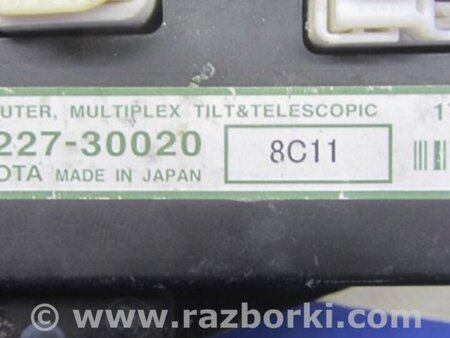 UTER, MULTIPLEX TILT&TELESCOPIC
227-30020 8C11
OTA MADE IN JAPAN
www.razborki.com